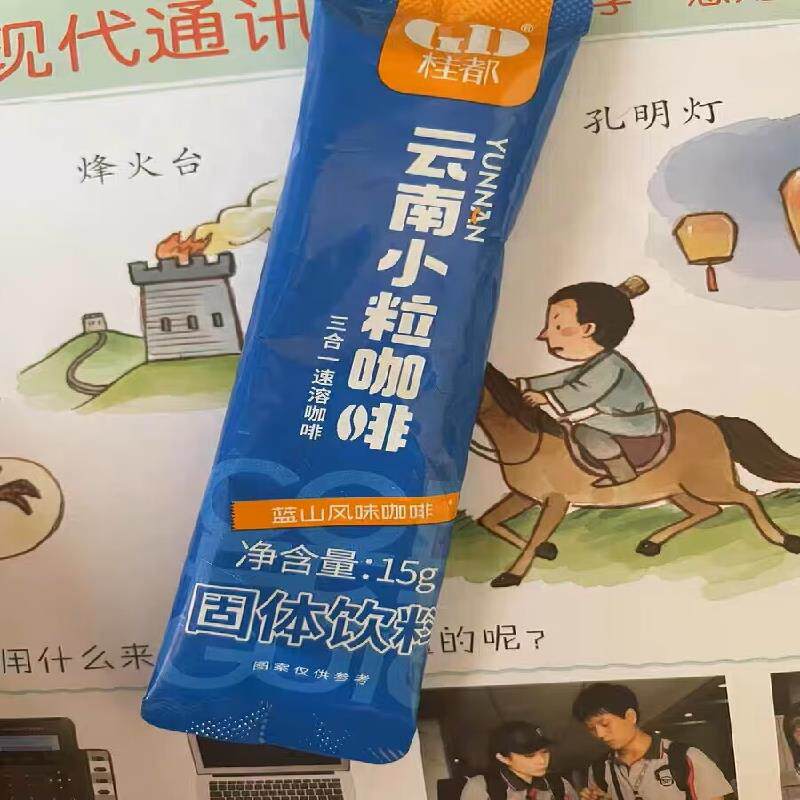 现代通讯
烽火台
孔明灯
GD®
桂都
云南小粒咖啡
YUNNAN
三合一速溶咖啡
蓝山风味咖啡
净含量:15g
固体饮料
图案仅供参考
用什么来
的呢?